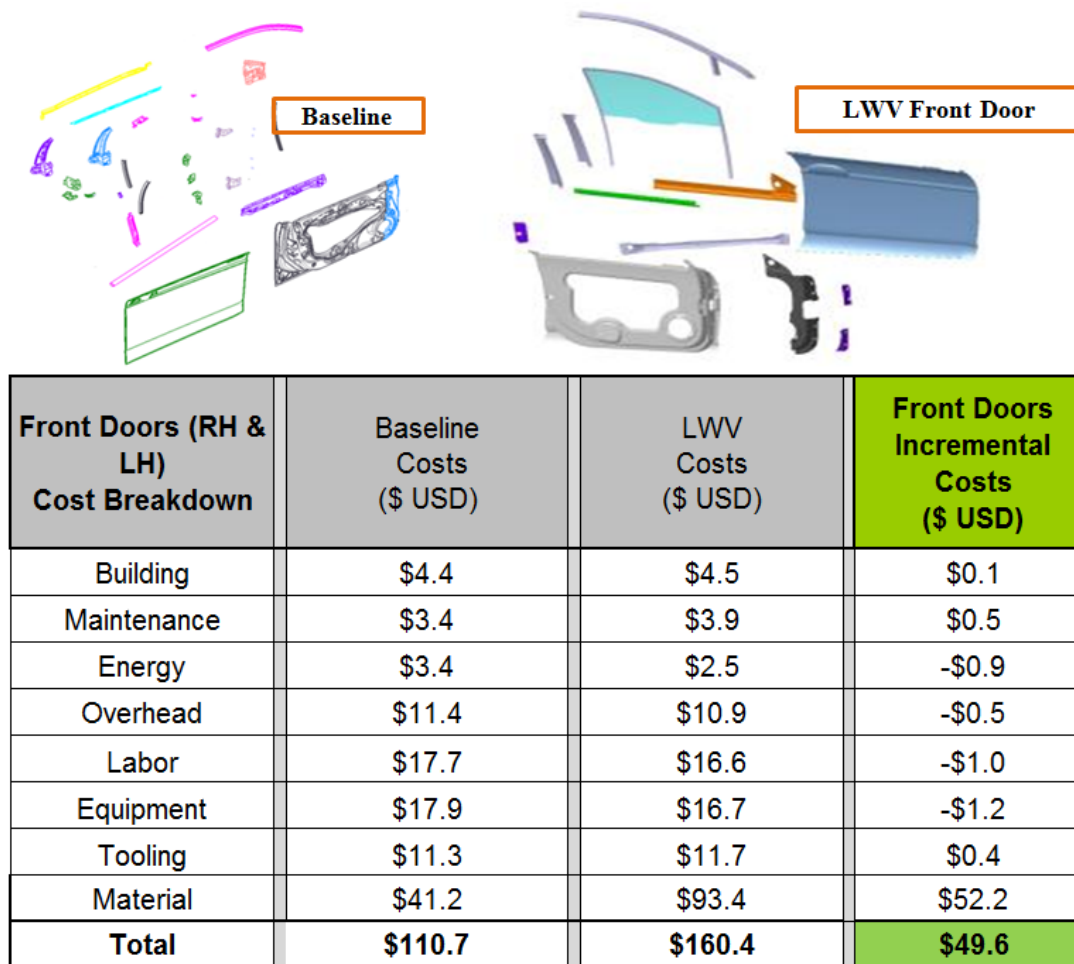 Baseline
LWV Front Door
Front Doors (RH &
LH)
Cost Breakdown
Baseline
Costs
($ USD)
LWV
Costs
($ USD)
Front Doors
Incremental
Costs
($ USD)
Building $4.4 $4.5 $0.1
Maintenance $3.4 $3.9 $0.5
Energy $3.4 $2.5 -$0.9
Overhead $11.4 $10.9 -$0.5
Labor $17.7 $16.6 -$1.0
Equipment $17.9 $16.7 -$1.2
Tooling $11.3 $11.7 $0.4
Material $41.2 $93.4 $52.2
Total $110.7 $160.4 $49.6